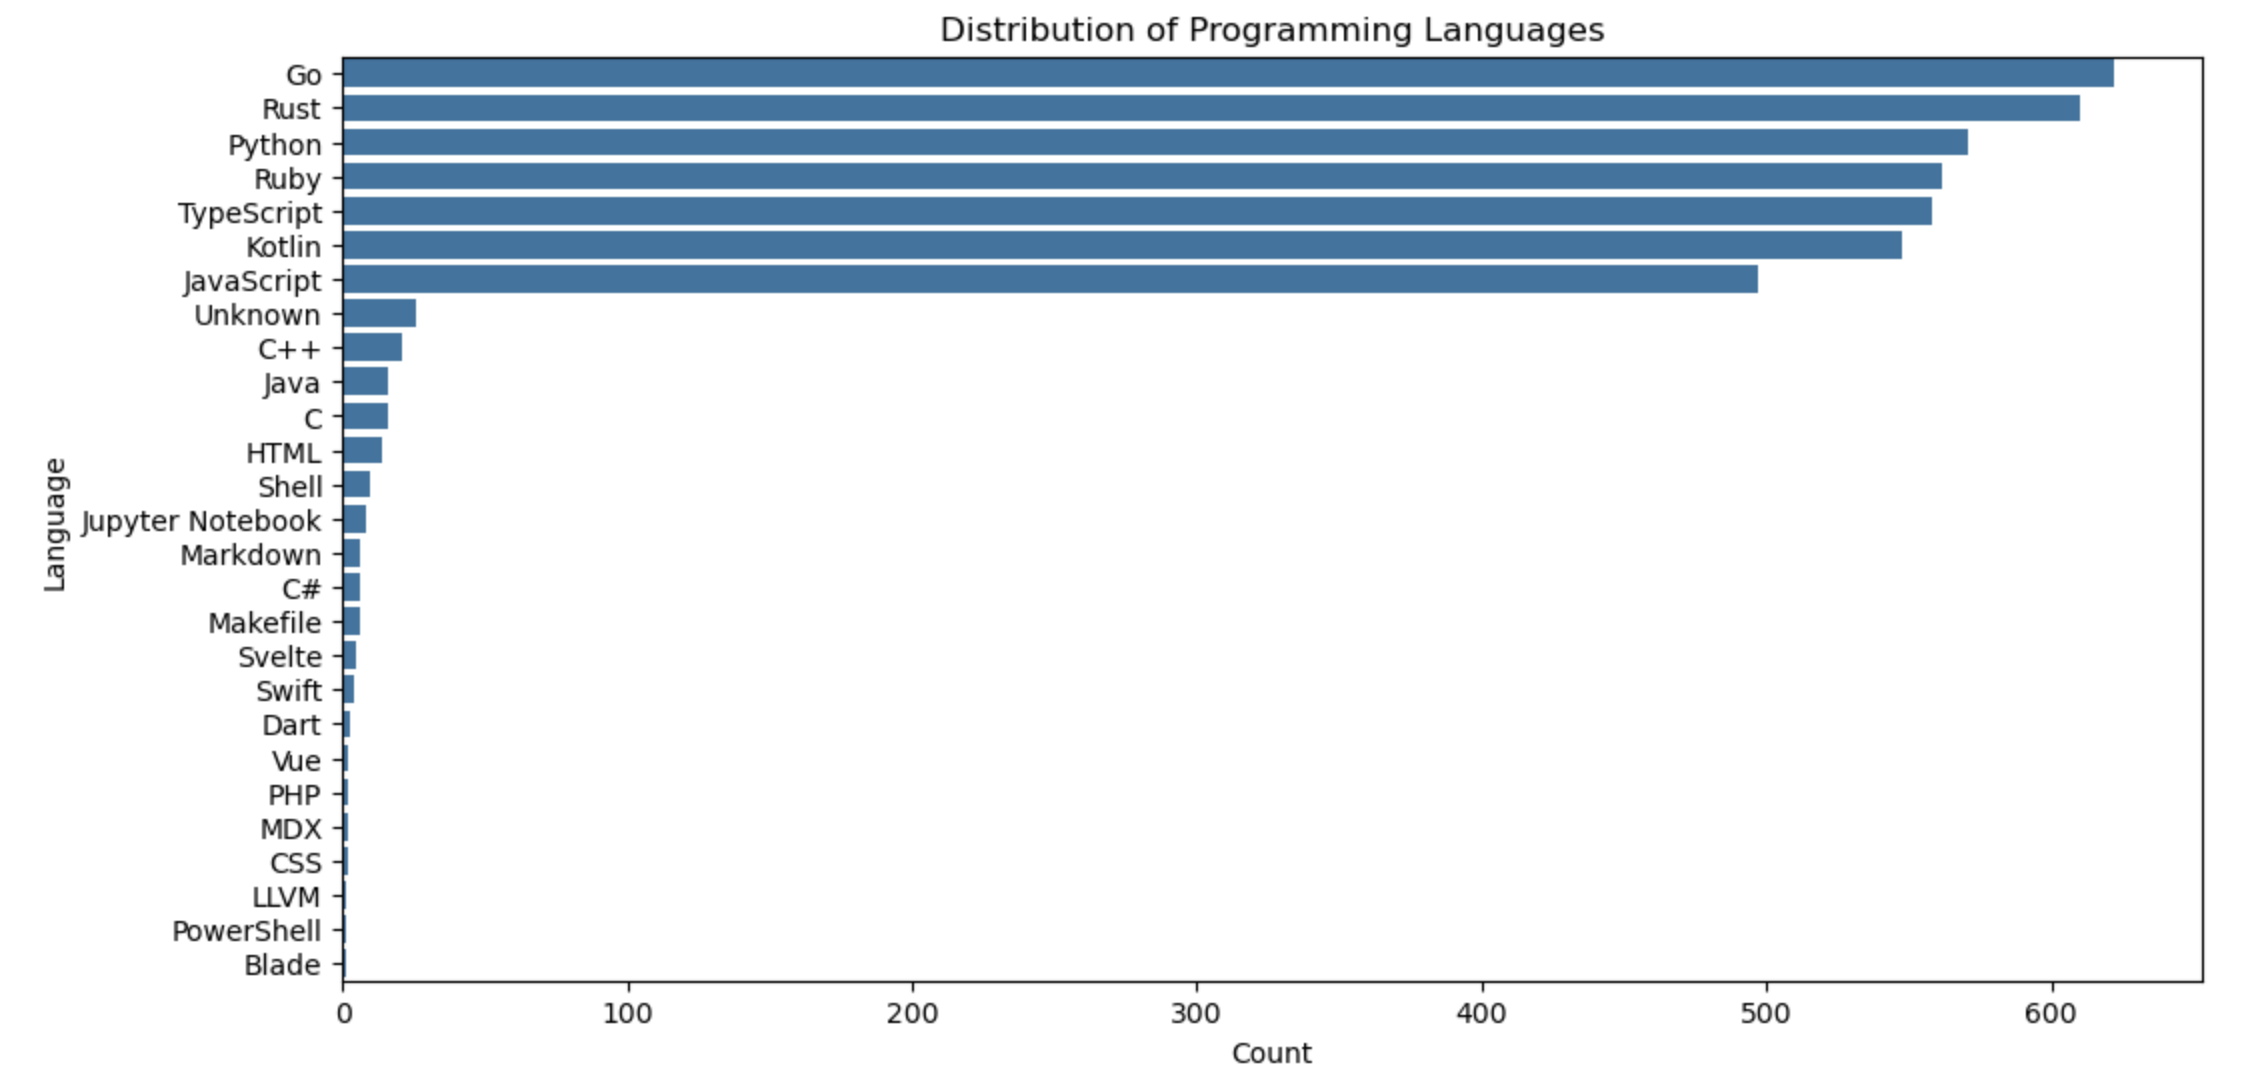 Distribution of Programming Languages
Language
Go
Rust
Python
Ruby
TypeScript
Kotlin
JavaScript
Unknown
C++
Java
C
HTML
Shell
Jupyter Notebook
Markdown
C#
Makefile
Svelte
Swift
Dart
Vue
PHP
MDX
CSS
LLVM
PowerShell
Blade
0 100 200 300 400 500 600
Count